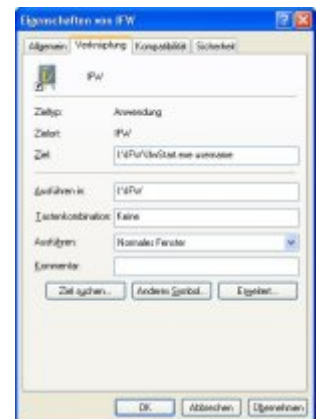 Eigenschaften von IFW
Allgemein Verknüpfung Kompatibilität Sicherheit
IFW
Zieltyp: Anwendung
Zielort: IFW
Ziel:
Ausführen in:
Tastenkombination: Keine
Ausführen: Normales Fenster
Kommentar:
Ziel suchen... Anderes Symbol... Erweitert...
OK Abbrechen Übernehmen